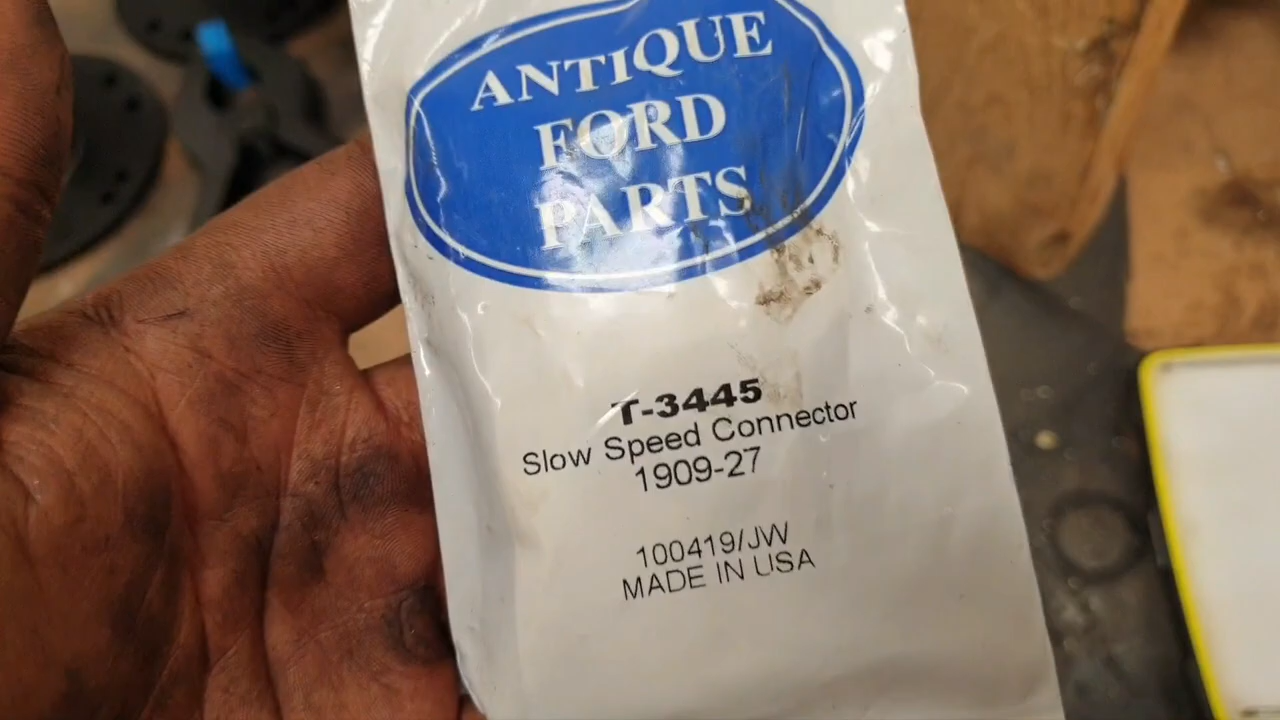 ANTIQUE
FORD
PARTS
T-3445
Slow Speed Connector
1909-27
100419/JW
MADE IN USA